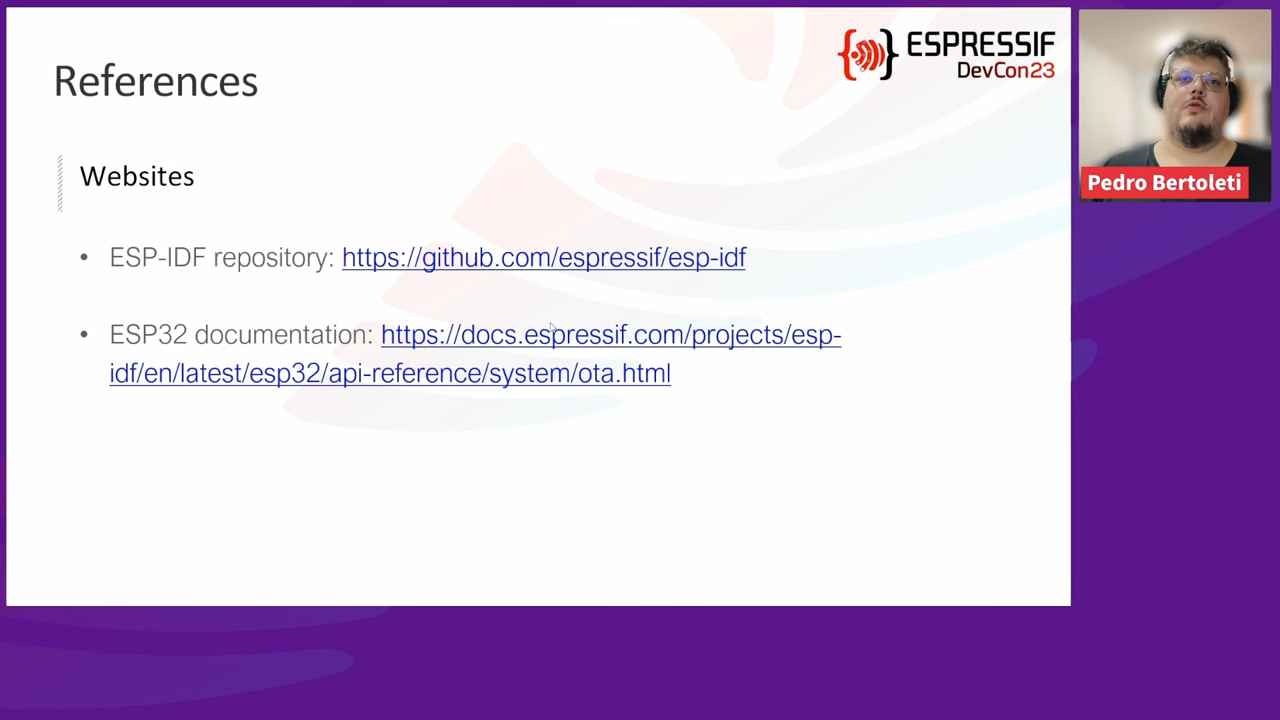 References
ESPRESSIF
DevCon23
Websites
• ESP-IDF repository: https://github.com/espressif/esp-idf
• ESP32 documentation: https://docs.espressif.com/projects/esp-
idf/en/latest/esp32/api-reference/system/ota.html
Pedro Bertoleti